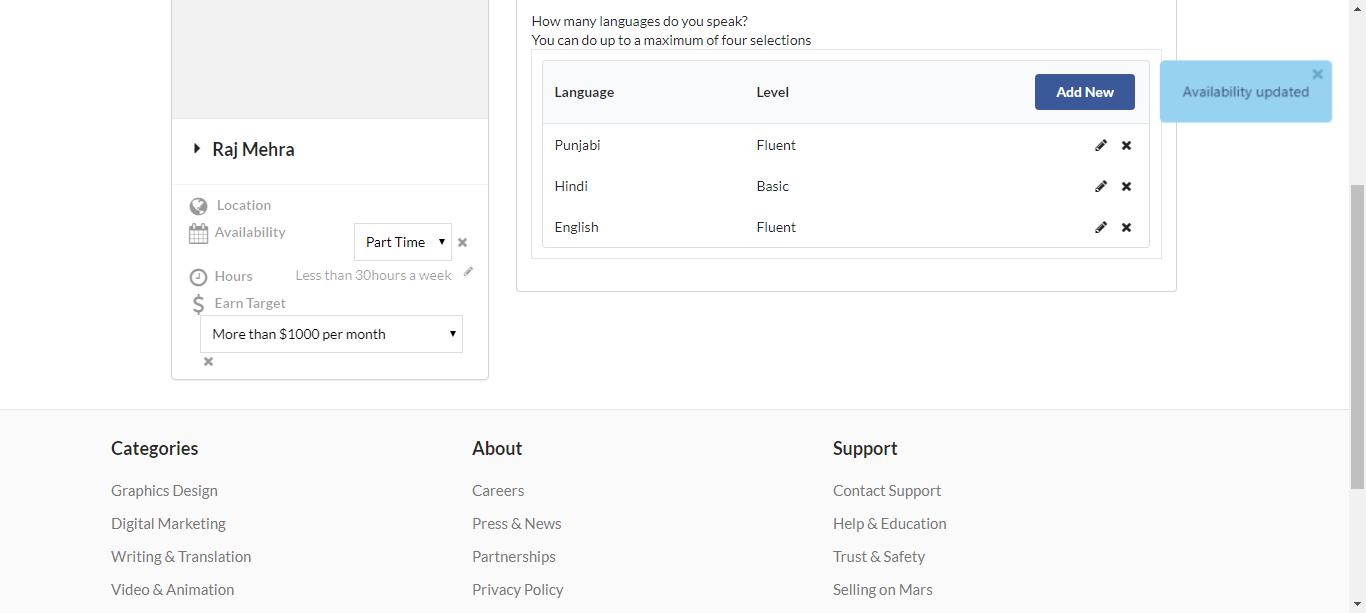 How many languages do you speak?
You can do up to a maximum of four selections
Language Level Add New
Availability updated
Punjabi Fluent
Hindi Basic
English Fluent
Raj Mehra
Location
Availability Part Time
Hours Less than 30hours a week
Earn Target
More than $1000 per month
Categories About Support
Graphics Design Careers Contact Support
Digital Marketing Press & News Help & Education
Writing & Translation Partnerships Trust & Safety
Video & Animation Privacy Policy Selling on Mars